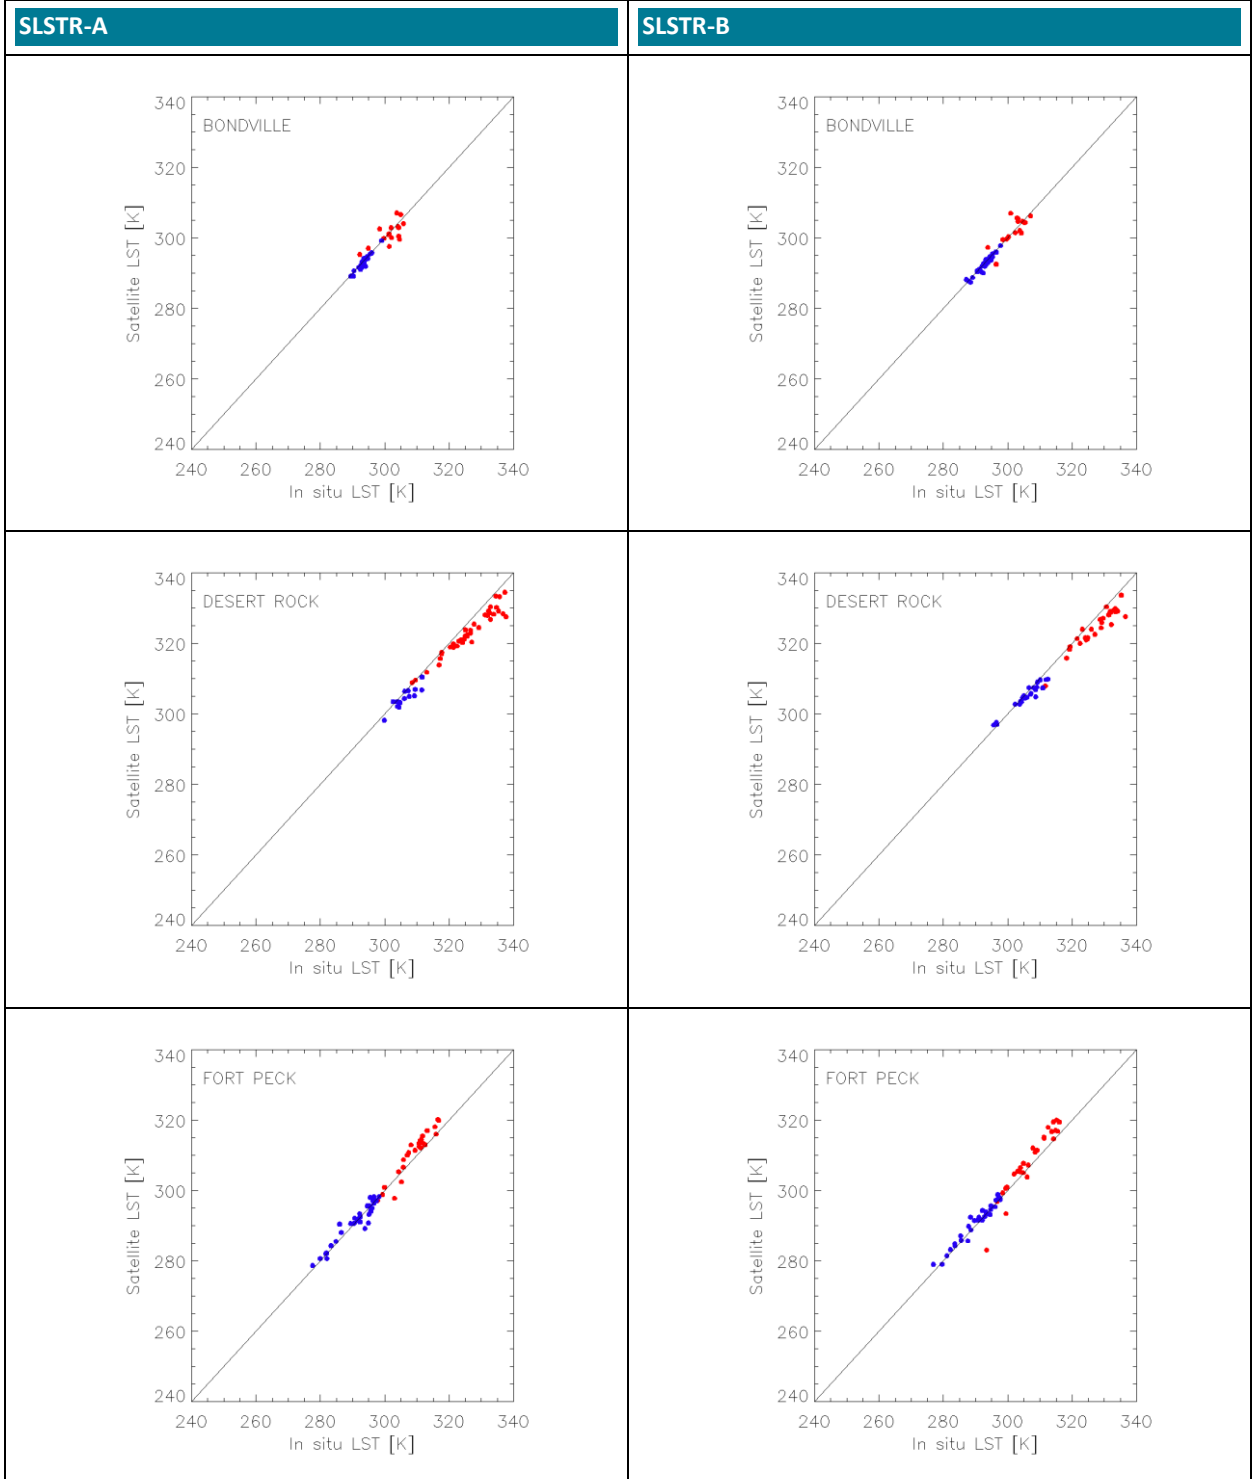 SLSTR-A
SLSTR-B
340
BONDVILLE
320
300
280
260
240
Satellite LST [K]
240 260 280 300 320 340
In situ LST [K]
340
BONDVILLE
320
300
280
260
240
Satellite LST [K]
240 260 280 300 320 340
In situ LST [K]
340
DESERT ROCK
320
300
280
260
240
Satellite LST [K]
240 260 280 300 320 340
In situ LST [K]
340
DESERT ROCK
320
300
280
260
240
Satellite LST [K]
240 260 280 300 320 340
In situ LST [K]
340
FORT PECK
320
300
280
260
240
Satellite LST [K]
240 260 280 300 320 340
In situ LST [K]
340
FORT PECK
320
300
280
260
240
Satellite LST [K]
240 260 280 300 320 340
In situ LST [K]